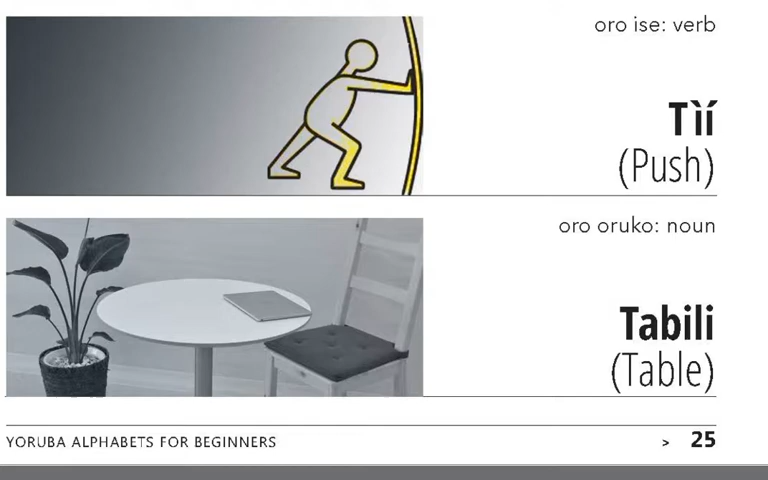 oro ise: verb
Tìí
(Push)
oro oruko: noun
Tabili
(Table)
YORUBA ALPHABETS FOR BEGINNERS > 25